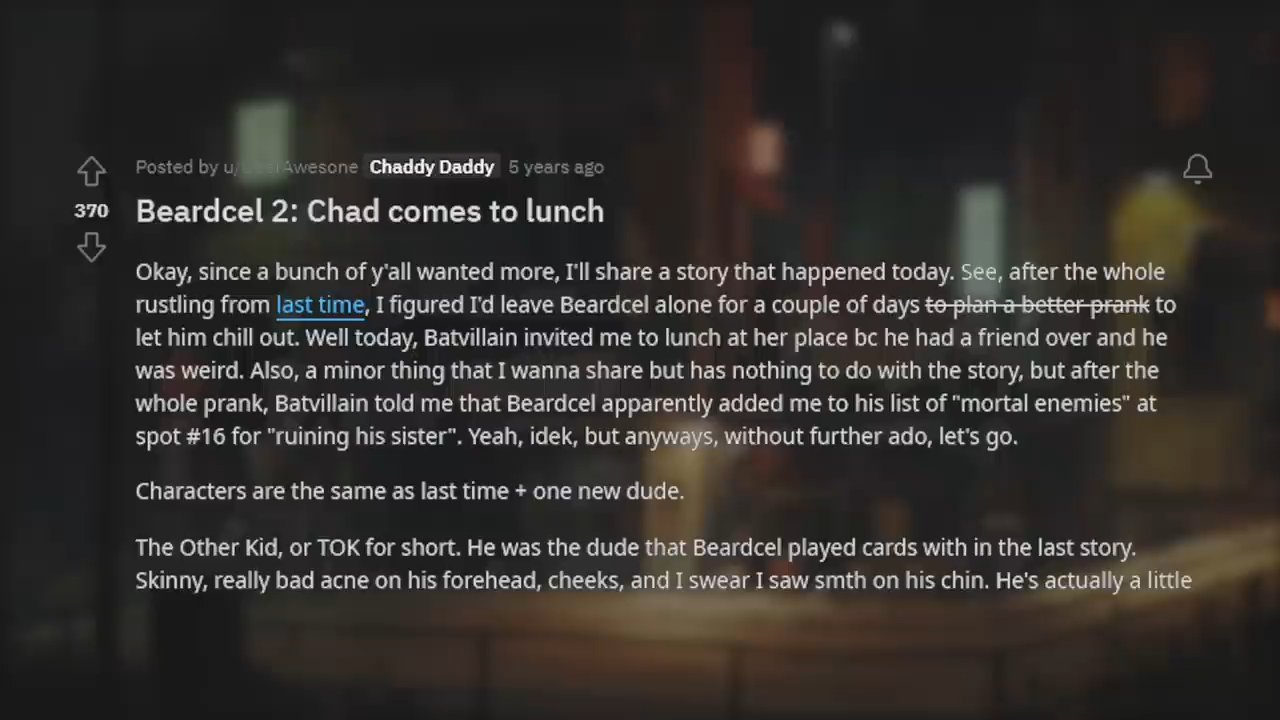 Posted by Chaddy Daddy 5 years ago
370
Beardcel 2: Chad comes to lunch
Okay, since a bunch of y'all wanted more, I'll share a story that happened today. See, after the whole
rustling from last time, I figured I'd leave Beardcel alone for a couple of days to plan a better prank to
let him chill out. Well today, Batvillain invited me to lunch at her place bc he had a friend over and he
was weird. Also, a minor thing that I wanna share but has nothing to do with the story, but after the
whole prank, Batvillain told me that Beardcel apparently added me to his list of "mortal enemies" at
spot #16 for "ruining his sister". Yeah, idek, but anyways, without further ado, let's go.
Characters are the same as last time + one new dude.
The Other Kid, or TOK for short. He was the dude that Beardcel played cards with in the last story.
Skinny, really bad acne on his forehead, cheeks, and I swear I saw smth on his chin. He's actually a little